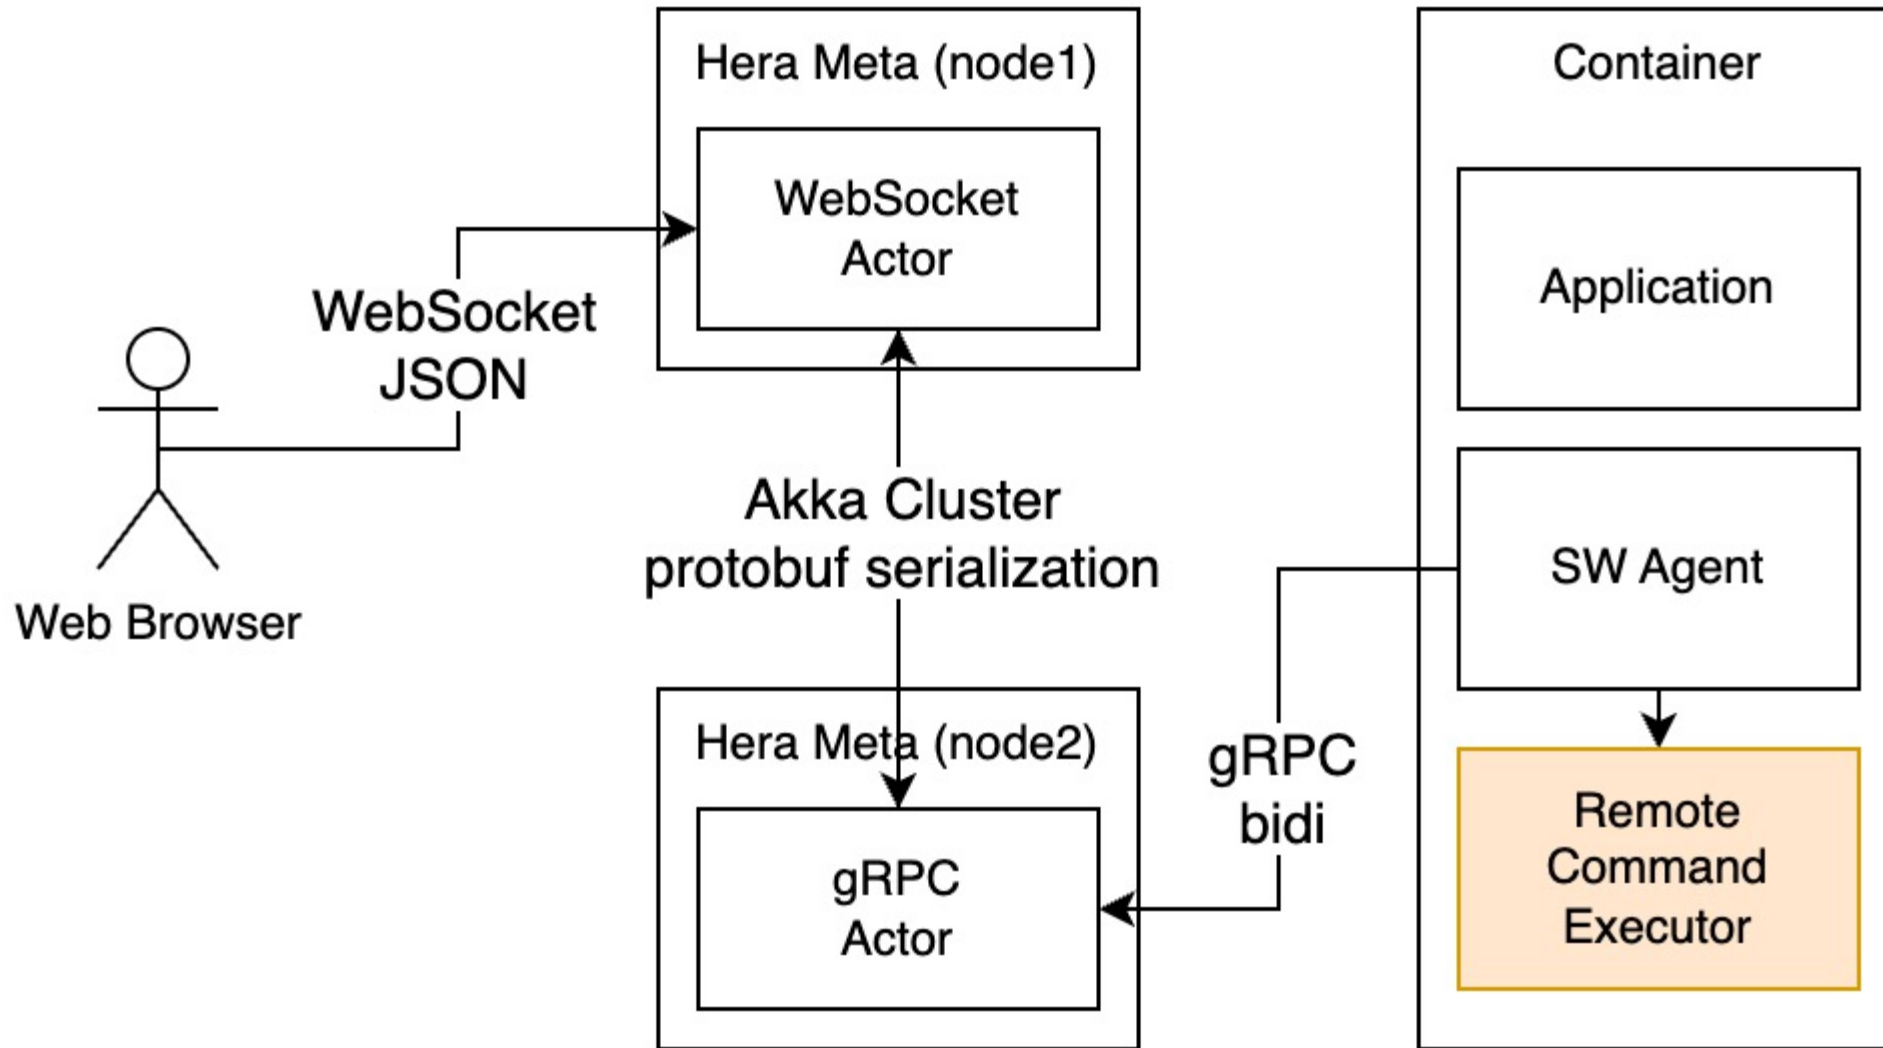 Hera Meta (node1)
WebSocket
Actor
WebSocket
JSON
Web Browser
Akka Cluster
protobuf serialization
Hera Meta (node2)
gRPC
Actor
gRPC
bidi
Container
Application
SW Agent
Remote
Command
Executor